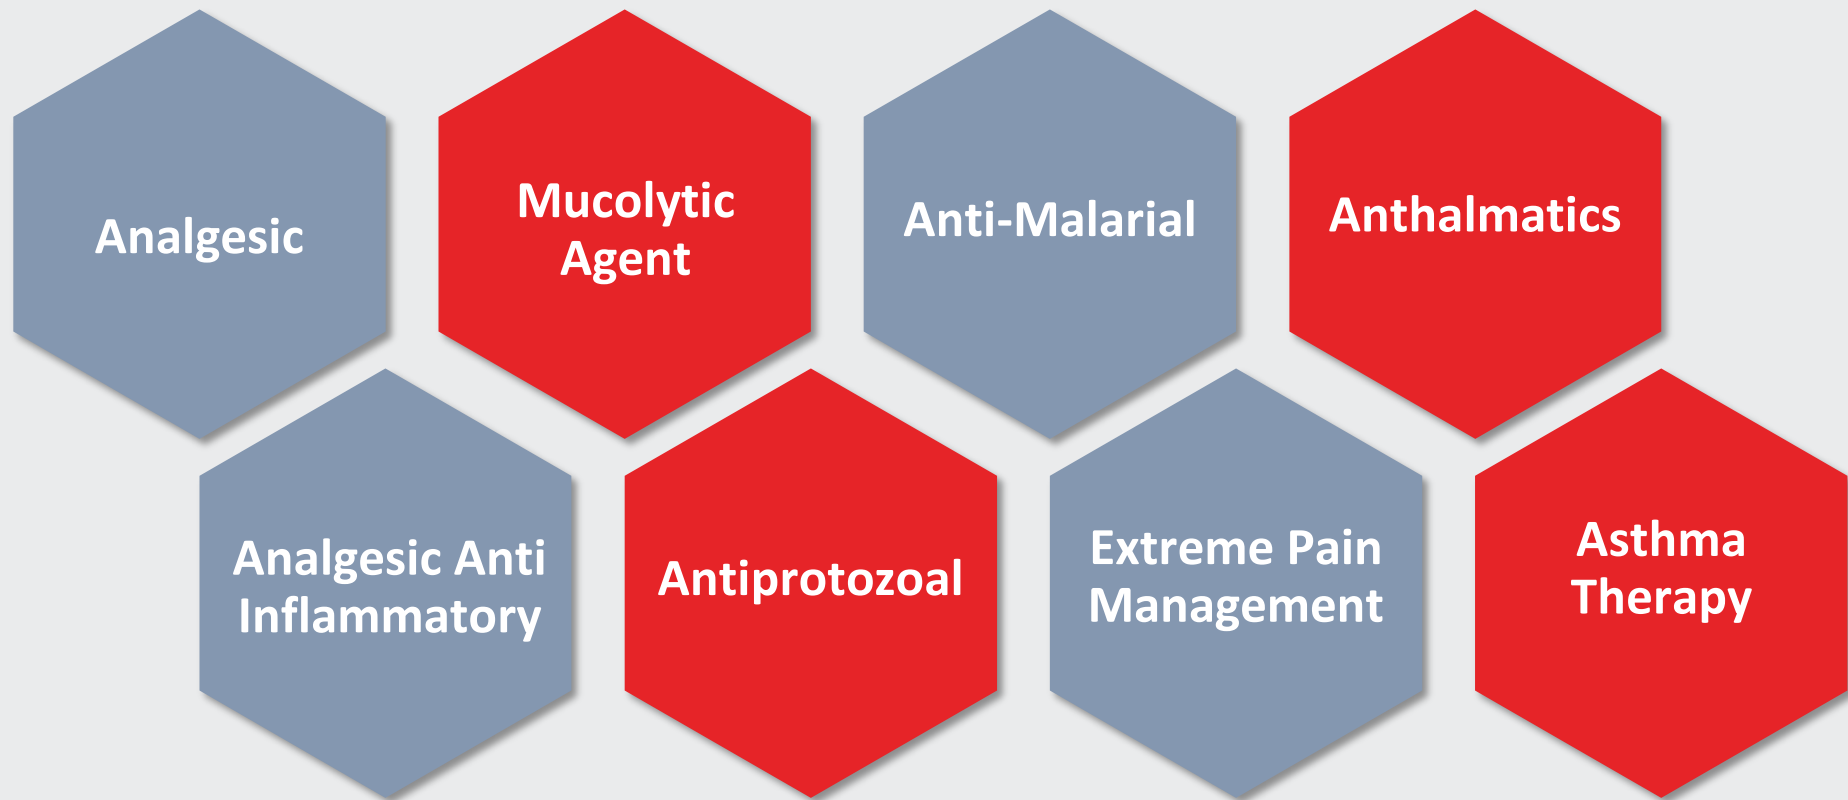 Analgesic
Mucolytic
Agent
Anti-Malarial
Anthalmatics
Analgesic Anti
Inflammatory
Antiprotozoal
Extreme Pain
Management
Asthma
Therapy